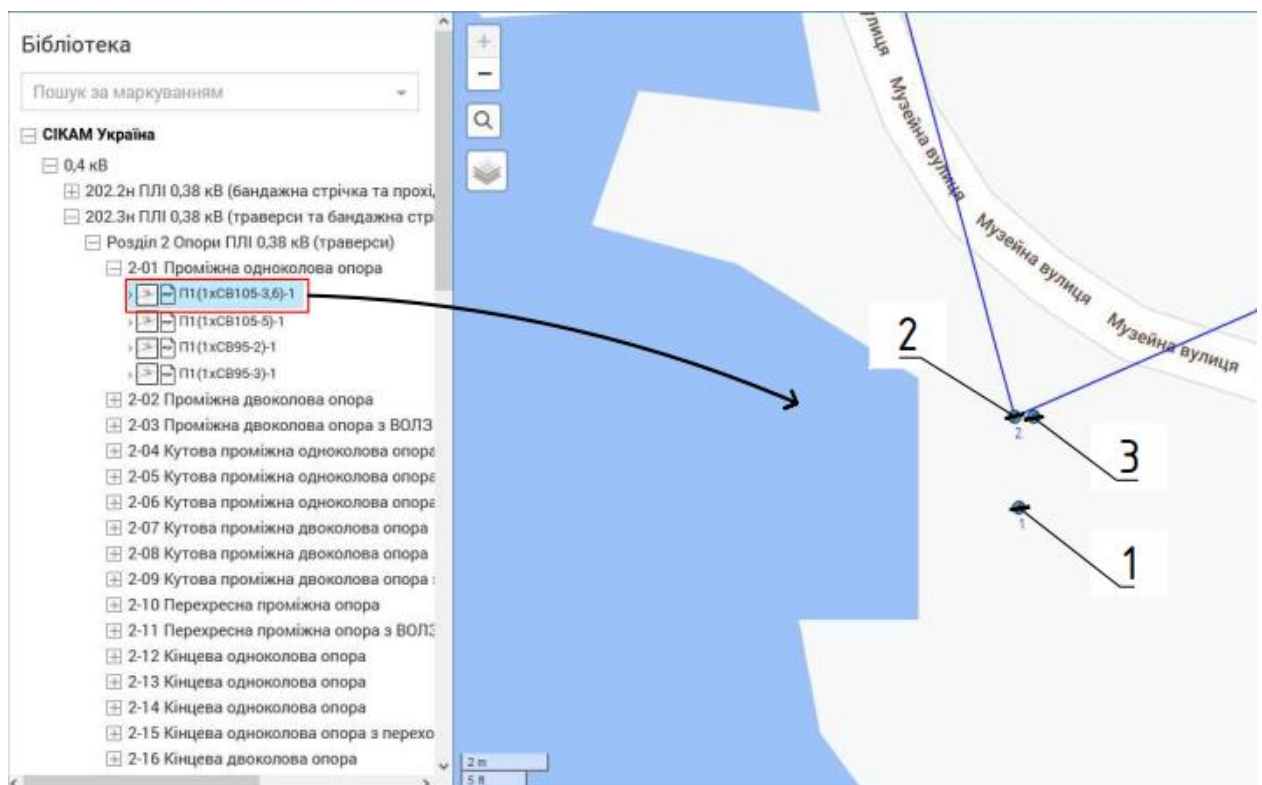 Бібліотека
Пошук за маркуванням
СІКАМ Україна
0,4 кВ
202.2н ПЛІ 0,38 кВ (бандажна стрічка та прохі,
202.3н ПЛІ 0,38 кВ (траверси та бандажна стр
Розділ 2 Опори ПЛІ 0,38 кВ (траверси)
2-01 Проміжна одноколова опора
П1(1хСВ105-3,6)-1
П1(1хСВ105-5)-1
П1(1хСВ95-2)-1
П1(1хСВ95-3)-1
2-02 Проміжна двоколова опора
2-03 Проміжна двоколова опора з ВОЛЗ
2-04 Кутова проміжна одноколова опора
2-05 Кутова проміжна одноколова опора
2-06 Кутова проміжна одноколова опора
2-07 Кутова проміжна двоколова опора
2-08 Кутова проміжна двоколова опора
2-09 Кутова проміжна двоколова опора з
2-10 Перехресна проміжна опора
2-11 Перехресна проміжна опора з ВОЛЗ
2-12 Кінцева одноколова опора
2-13 Кінцева одноколова опора
2-14 Кінцева одноколова опора
2-15 Кінцева одноколова опора з перехо
2-16 Кінцева двоколова опора
+
−
вулиця
Музейна вулиця
Музейна вулиця
Музейна вулиця
2
2
3
1
1
2 m
5 ft